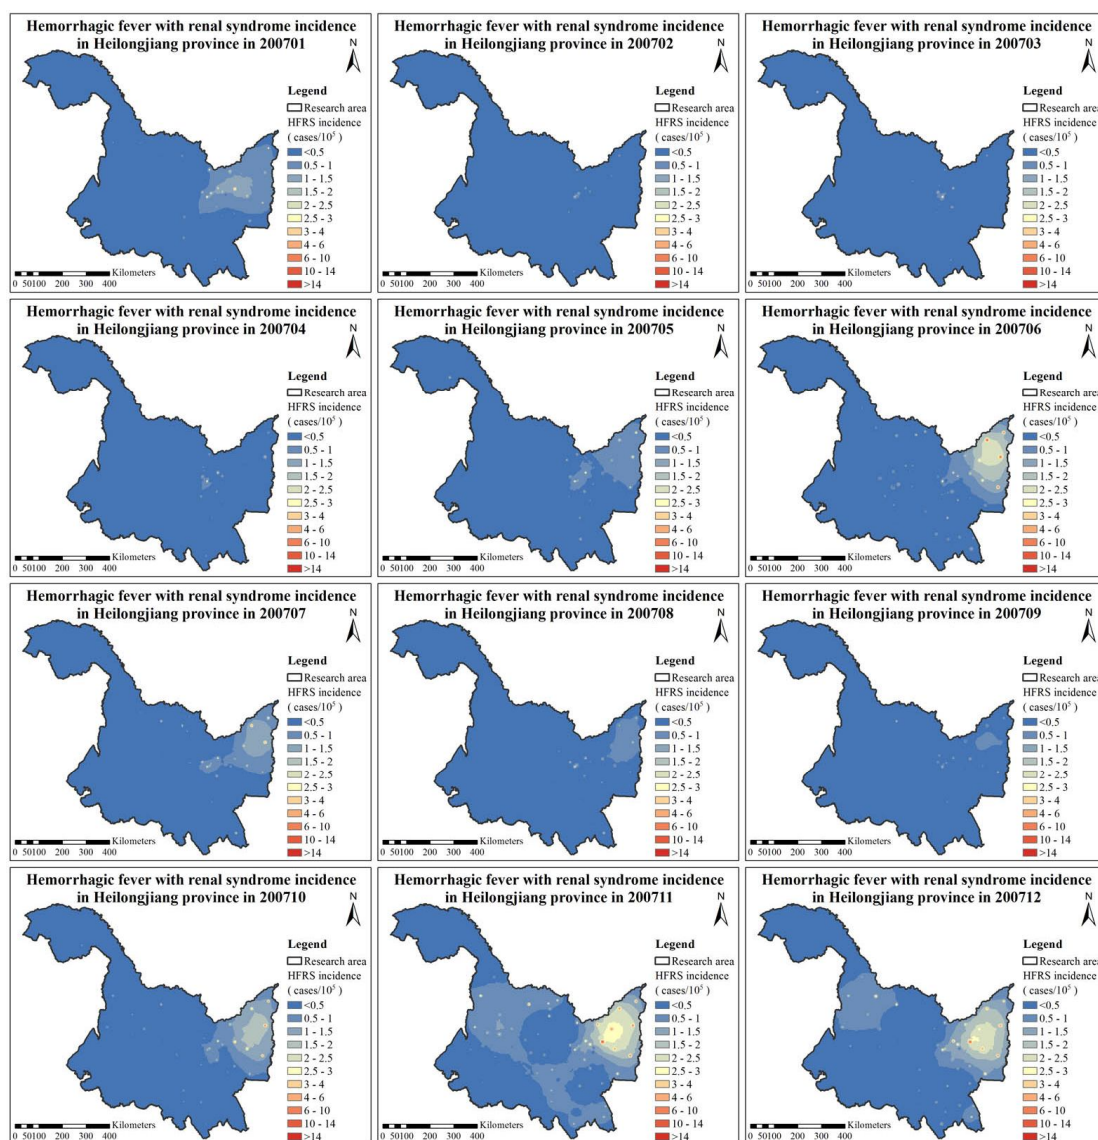 Hemorrhagic fever with renal syndrome incidence
in Heilongjiang province in 200701
N
Legend
Research area
HFRS incidence
( cases/10⁵ )
<0.5
0.5 - 1
1 - 1.5
1.5 - 2
2 - 2.5
2.5 - 3
3 - 4
4 - 6
6 - 10
10 - 14
>14
Kilometers
0 50100 200 300 400
Hemorrhagic fever with renal syndrome incidence
in Heilongjiang province in 200702
N
Legend
Research area
HFRS incidence
( cases/10⁵ )
<0.5
0.5 - 1
1 - 1.5
1.5 - 2
2 - 2.5
2.5 - 3
3 - 4
4 - 6
6 - 10
10 - 14
>14
Kilometers
0 50100 200 300 400
Hemorrhagic fever with renal syndrome incidence
in Heilongjiang province in 200703
N
Legend
Research area
HFRS incidence
( cases/10⁵ )
<0.5
0.5 - 1
1 - 1.5
1.5 - 2
2 - 2.5
2.5 - 3
3 - 4
4 - 6
6 - 10
10 - 14
>14
Kilometers
0 50100 200 300 400
Hemorrhagic fever with renal syndrome incidence
in Heilongjiang province in 200704
N
Legend
Research area
HFRS incidence
( cases/10⁵ )
<0.5
0.5 - 1
1 - 1.5
1.5 - 2
2 - 2.5
2.5 - 3
3 - 4
4 - 6
6 - 10
10 - 14
>14
Kilometers
0 50100 200 300 400
Hemorrhagic fever with renal syndrome incidence
in Heilongjiang province in 200705
N
Legend
Research area
HFRS incidence
( cases/10⁵ )
<0.5
0.5 - 1
1 - 1.5
1.5 - 2
2 - 2.5
2.5 - 3
3 - 4
4 - 6
6 - 10
10 - 14
>14
Kilometers
0 50100 200 300 400
Hemorrhagic fever with renal syndrome incidence
in Heilongjiang province in 200706
N
Legend
Research area
HFRS incidence
( cases/10⁵ )
<0.5
0.5 - 1
1 - 1.5
1.5 - 2
2 - 2.5
2.5 - 3
3 - 4
4 - 6
6 - 10
10 - 14
>14
Kilometers
0 50100 200 300 400
Hemorrhagic fever with renal syndrome incidence
in Heilongjiang province in 200707
N
Legend
Research area
HFRS incidence
( cases/10⁵ )
<0.5
0.5 - 1
1 - 1.5
1.5 - 2
2 - 2.5
2.5 - 3
3 - 4
4 - 6
6 - 10
10 - 14
>14
Kilometers
0 50100 200 300 400
Hemorrhagic fever with renal syndrome incidence
in Heilongjiang province in 200708
N
Legend
Research area
HFRS incidence
( cases/10⁵ )
<0.5
0.5 - 1
1 - 1.5
1.5 - 2
2 - 2.5
2.5 - 3
3 - 4
4 - 6
6 - 10
10 - 14
>14
Kilometers
0 50100 200 300 400
Hemorrhagic fever with renal syndrome incidence
in Heilongjiang province in 200709
N
Legend
Research area
HFRS incidence
( cases/10⁵ )
<0.5
0.5 - 1
1 - 1.5
1.5 - 2
2 - 2.5
2.5 - 3
3 - 4
4 - 6
6 - 10
10 - 14
>14
Kilometers
0 50100 200 300 400
Hemorrhagic fever with renal syndrome incidence
in Heilongjiang province in 200710
N
Legend
Research area
HFRS incidence
( cases/10⁵ )
<0.5
0.5 - 1
1 - 1.5
1.5 - 2
2 - 2.5
2.5 - 3
3 - 4
4 - 6
6 - 10
10 - 14
>14
Kilometers
0 50100 200 300 400
Hemorrhagic fever with renal syndrome incidence
in Heilongjiang province in 200711
N
Legend
Research area
HFRS incidence
( cases/10⁵ )
<0.5
0.5 - 1
1 - 1.5
1.5 - 2
2 - 2.5
2.5 - 3
3 - 4
4 - 6
6 - 10
10 - 14
>14
Kilometers
0 50100 200 300 400
Hemorrhagic fever with renal syndrome incidence
in Heilongjiang province in 200712
N
Legend
Research area
HFRS incidence
( cases/10⁵ )
<0.5
0.5 - 1
1 - 1.5
1.5 - 2
2 - 2.5
2.5 - 3
3 - 4
4 - 6
6 - 10
10 - 14
>14
Kilometers
0 50100 200 300 400